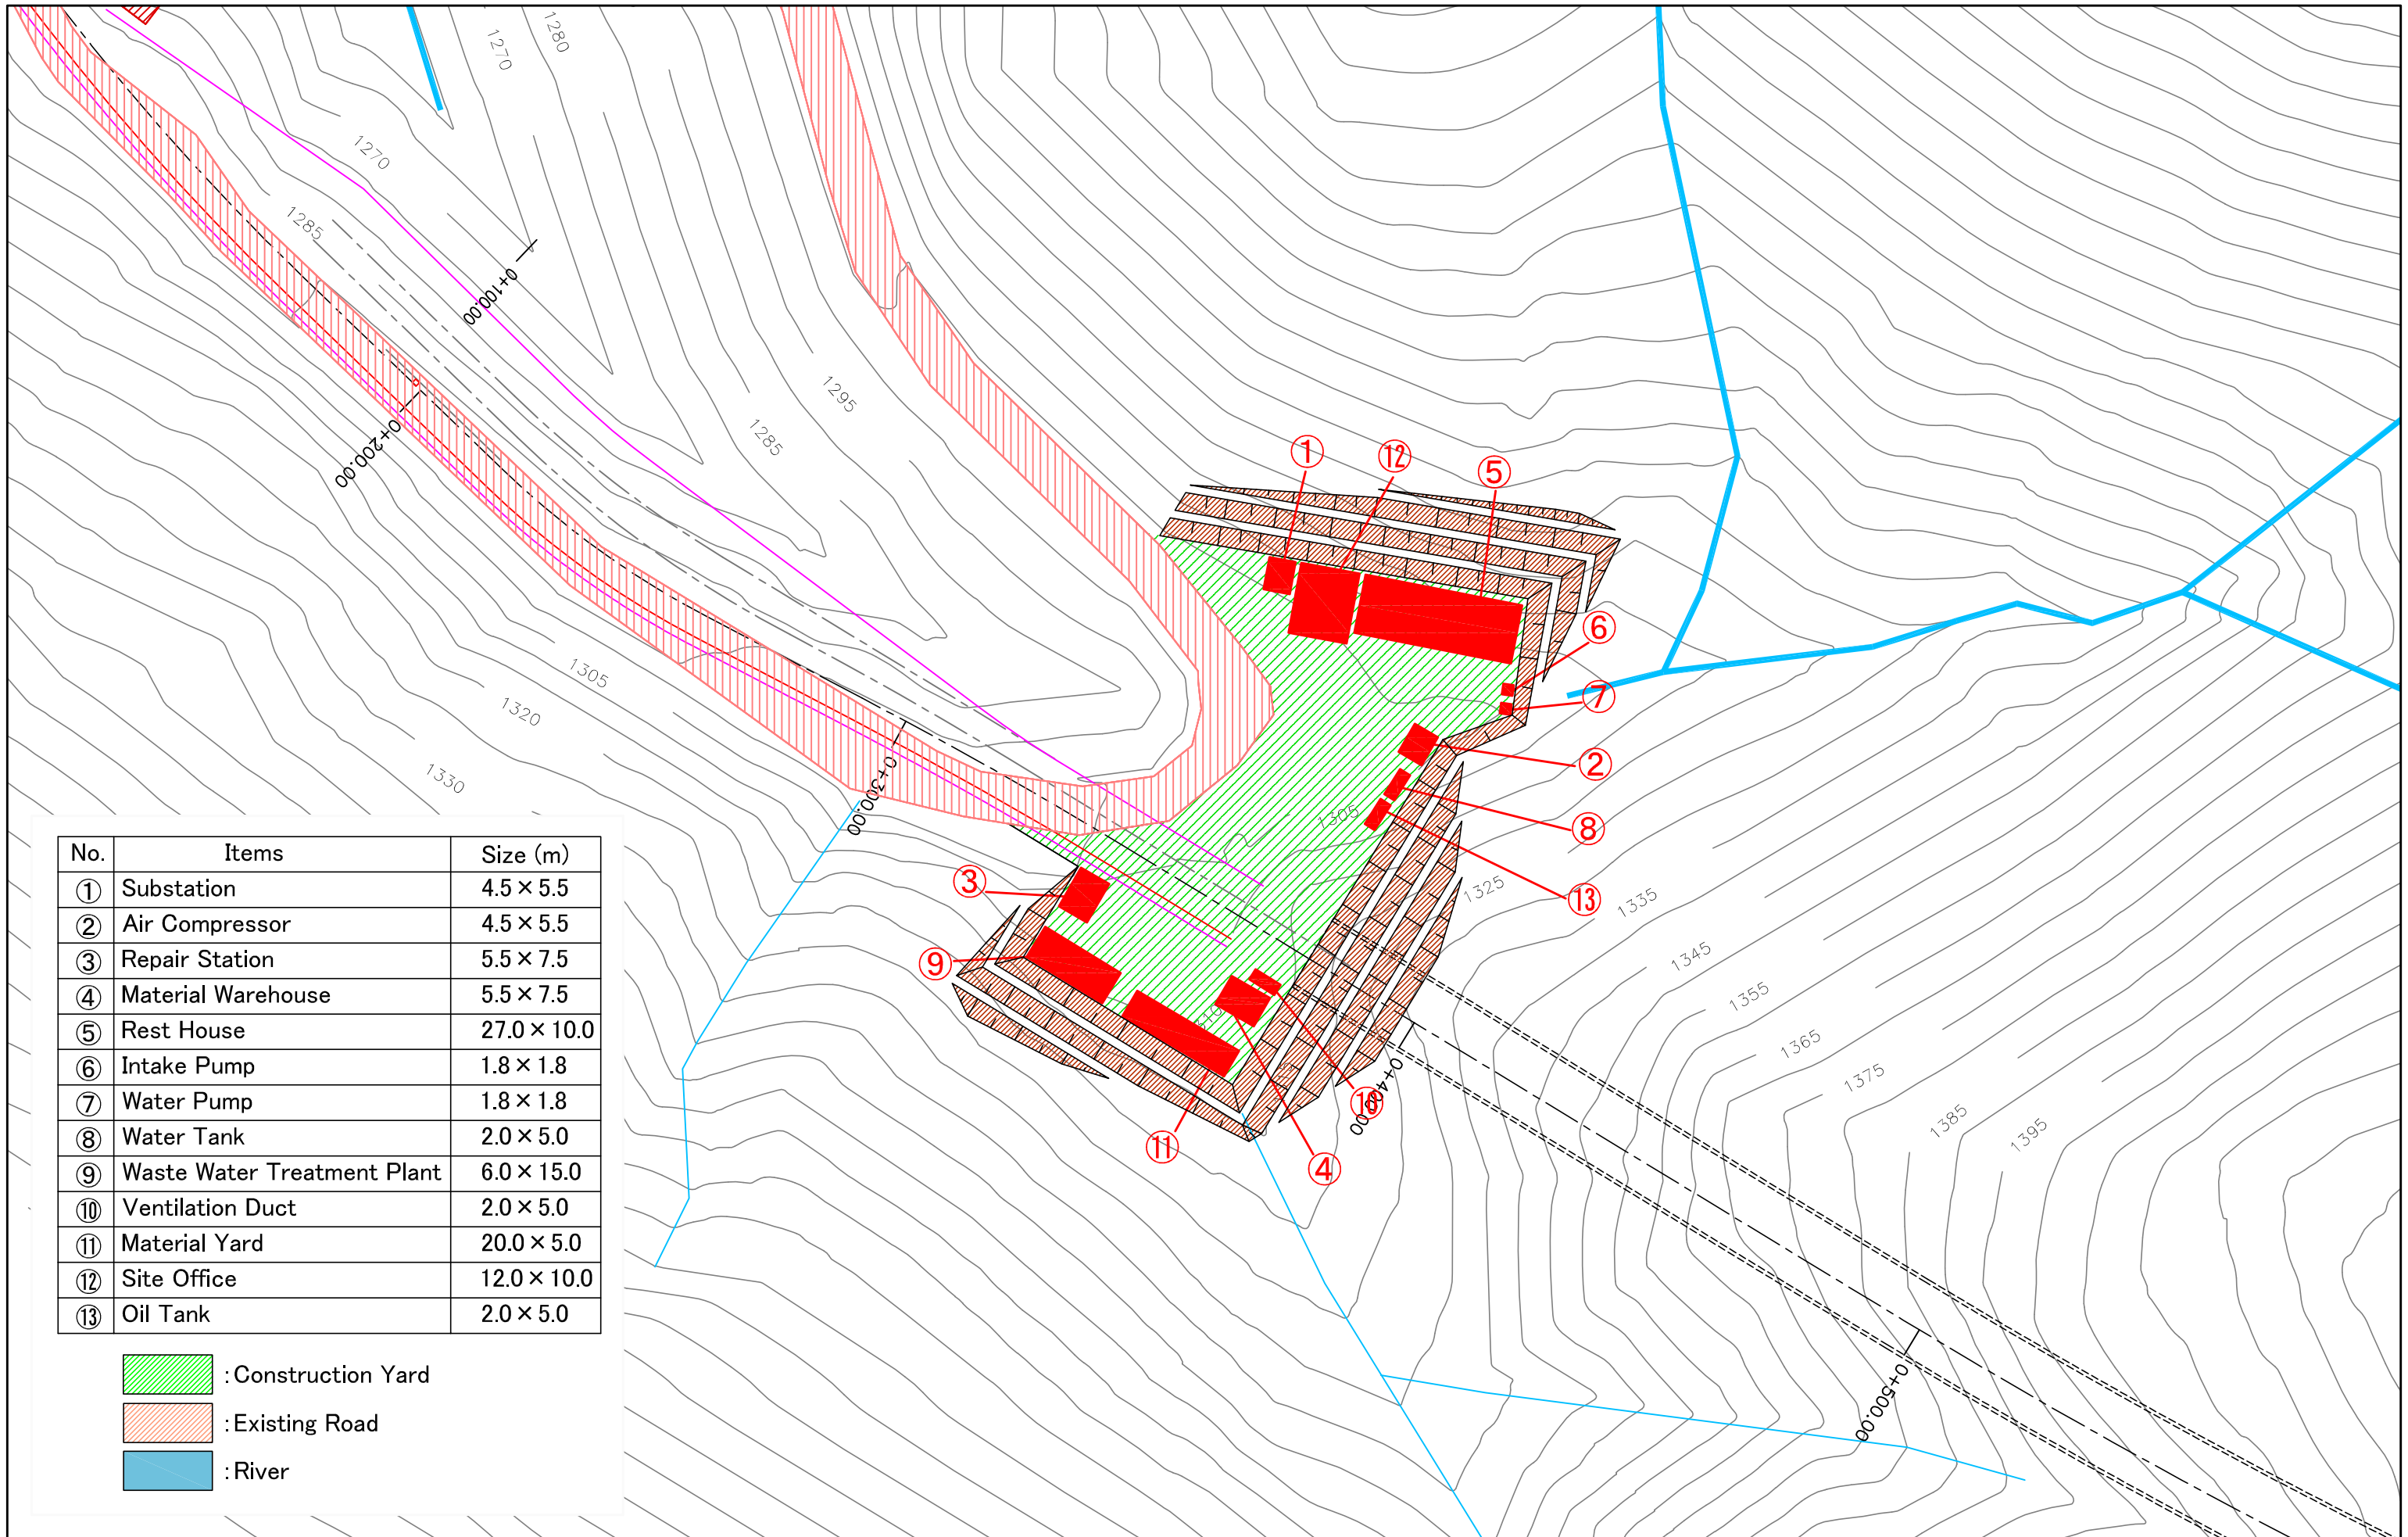 1280
1270
1270
1285
0+100.00
1295
1285
0+200.00
① ⑫ ⑤
⑥
1305
⑦
1320
②
1330
0+300.00
1305
⑧
③
1325
⑬
1335
⑨
1345
1355
1365
0+400.00
⑩
1375
1385
1395
⑪
④
0+500.00
No. Items Size (m)
① Substation 4.5×5.5
② Air Compressor 4.5×5.5
③ Repair Station 5.5×7.5
④ Material Warehouse 5.5×7.5
⑤ Rest House 27.0×10.0
⑥ Intake Pump 1.8×1.8
⑦ Water Pump 1.8×1.8
⑧ Water Tank 2.0×5.0
⑨ Waste Water Treatment Plant 6.0×15.0
⑩ Ventilation Duct 2.0×5.0
⑪ Material Yard 20.0×5.0
⑫ Site Office 12.0×10.0
⑬ Oil Tank 2.0×5.0
:Construction Yard
:Existing Road
:River